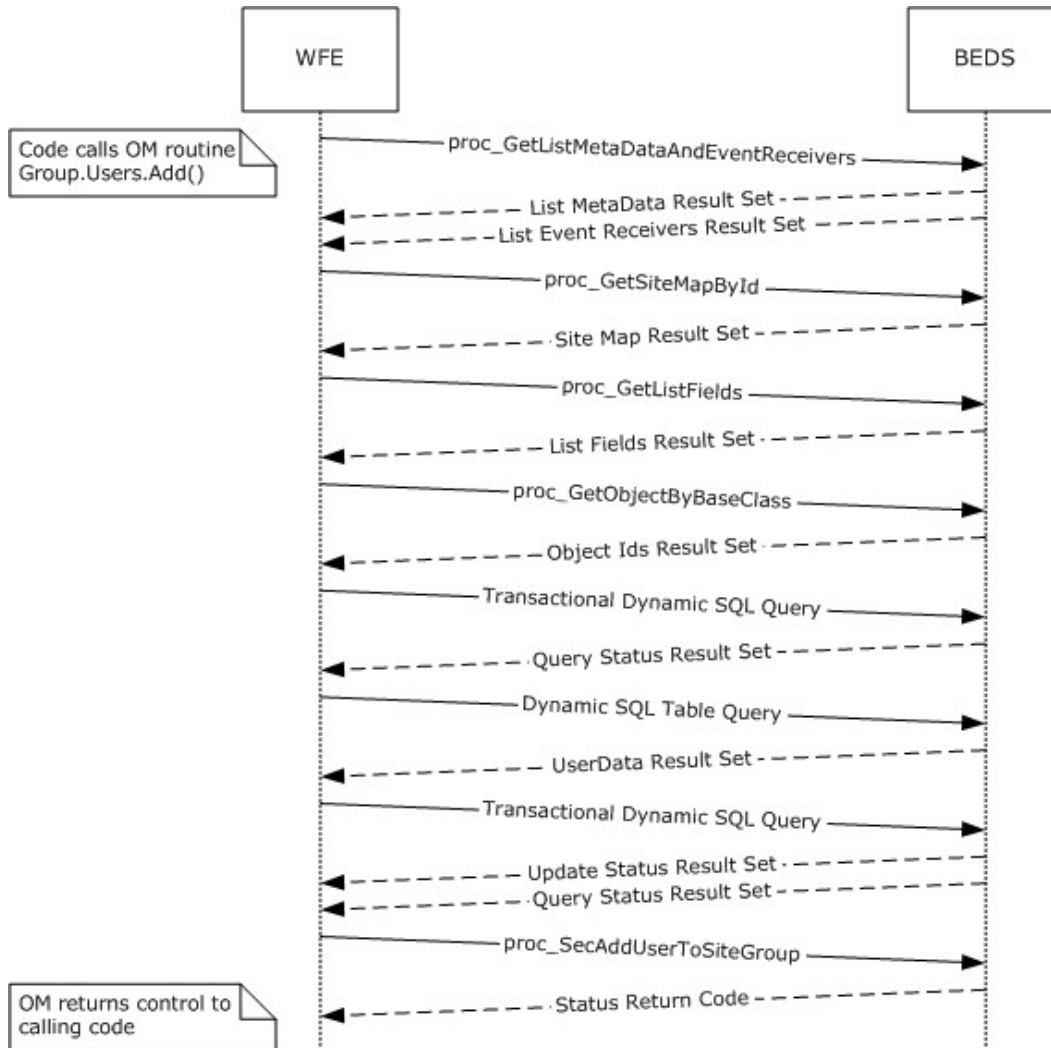 WFE
BEDS
Code calls OM routine
Group.Users.Add()
proc_GetListMetaDataAndEventReceivers
List MetaData Result Set
List Event Receivers Result Set
proc_GetSiteMapById
Site Map Result Set
proc_GetListFields
List Fields Result Set
proc_GetObjectByBaseClass
Object Ids Result Set
Transactional Dynamic SQL Query
Query Status Result Set
Dynamic SQL Table Query
UserData Result Set
Transactional Dynamic SQL Query
Update Status Result Set
Query Status Result Set
proc_SecAddUserToSiteGroup
Status Return Code
OM returns control to
calling code